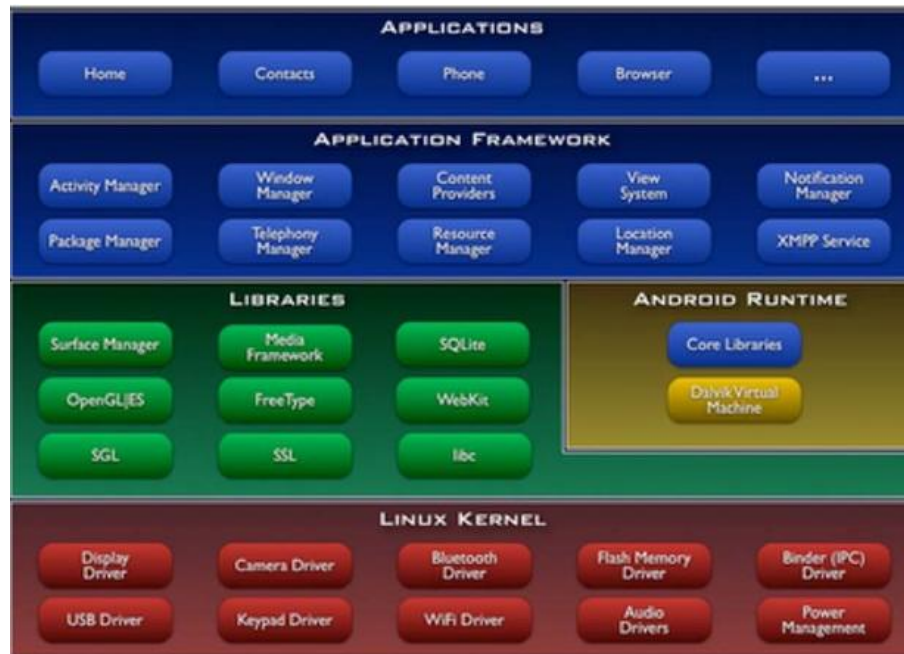 APPLICATIONS
Home
Contacts
Phone
Browser
...
APPLICATION FRAMEWORK
Activity Manager
Window
Manager
Content
Providers
View
System
Notification
Manager
Package Manager
Telephony
Manager
Resource
Manager
Location
Manager
XMPP Service
LIBRARIES
Surface Manager
Media
Framework
SQLite
OpenGL|ES
FreeType
WebKit
SGL
SSL
libc
ANDROID RUNTIME
Core Libraries
Dalvik Virtual
Machine
LINUX KERNEL
Display
Driver
Camera Driver
Bluetooth
Driver
Flash Memory
Driver
Binder (IPC)
Driver
USB Driver
Keypad Driver
WiFi Driver
Audio
Drivers
Power
Management